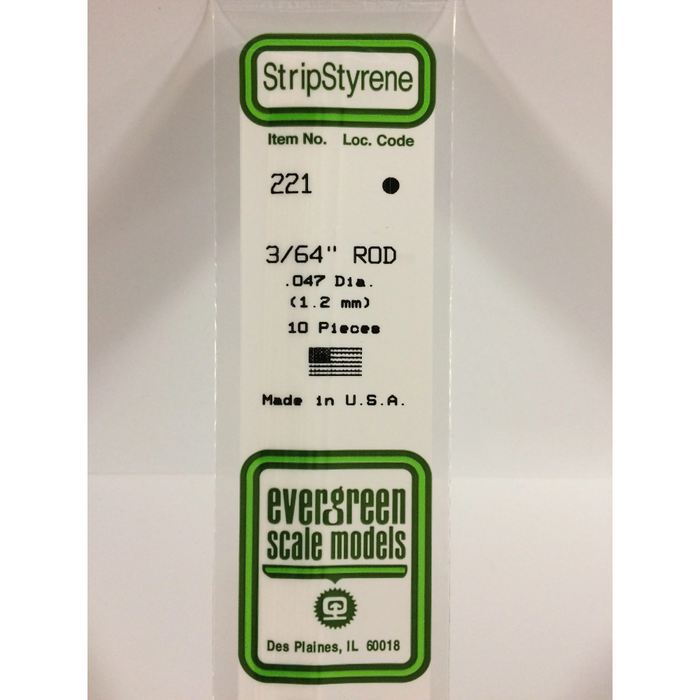 StripStyrene
Item No. Loc. Code
221
3/64" ROD
.047 Dia.
(1.2 mm)
10 Pieces
Made in U.S.A.
evergreen
scale models
Des Plaines, IL 60018